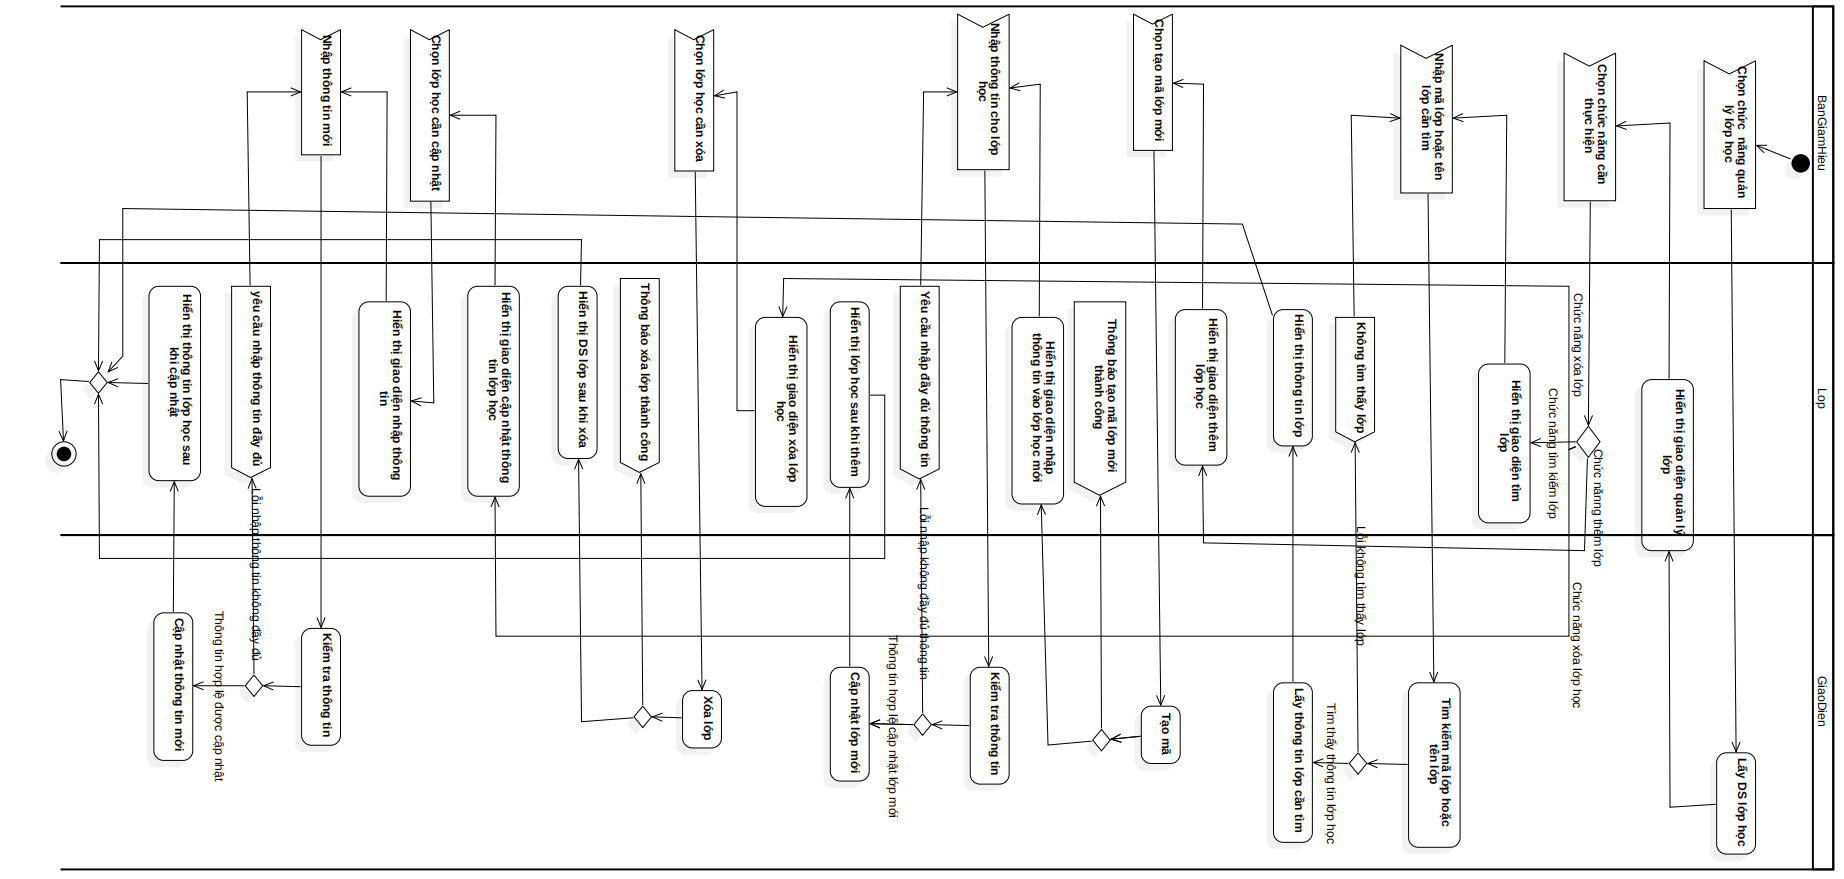 BanGiamHieu
Lop
GiaoDien
Chọn chức  năng quản
lý lớp học
Lấy DS lớp học
Hiển thị giao diện quản lý
lớp
Chọn chức năng cần
thực hiện
Chức năng xóa lớp
Chức năng tìm kiếm lớp
Chức nănng thêm lớp
Chức năng xóa lớp học
Hiển thị giao diện tìm
lớp
Nhập mã lớp hoặc tên
lớp cần tìm
Tìm kiếm mã lớp hoặc
tên lớp
Không tìm thấy lớp
Lỗi không tìm thấy lớp
Tìm thấy thông tin lớp học
Lấy thông tin lớp cần tìm
Hiển thị thông tin lớp
Hiển thị giao diện thêm
lớp học
Chọn tạo mã lớp mới
Tạo mã
Thông báo tạo mã lớp mới
thành công
Hiển thị giao diện nhập
thông tin vào lớp học mới
Nhập thông tin cho lớp
học
Kiểm tra thông tin
Yêu cầu nhập đầy đủ thông tin
Lỗi nhập không đầy đủ thông tin
Thông tin hợp lệ cập nhật lớp mới
Cập nhật lớp mới
Hiển thị lớp học sau khi thêm
Hiển thị giao diện xóa lớp
học
Chọn lớp học cần xóa
Xóa lớp
Thông báo xóa lớp thành công
Hiển thị DS lớp sau khi xóa
Hiển thị giao diện cập nhật thông
tin lớp học
Chọn lớp học cần cập nhật
Hiển thị giao diện nhập thông
tin
Nhập thông tin mới
Kiểm tra thông tin
yêu cầu nhập thông tin đầy đủ
Lỗi nhập thông tin không đầy đủ
Thông tin hợp lệ được cập nhật
Cập nhật thông tin mới
Hiển thị thông tin lớp học sau
khi cập nhật